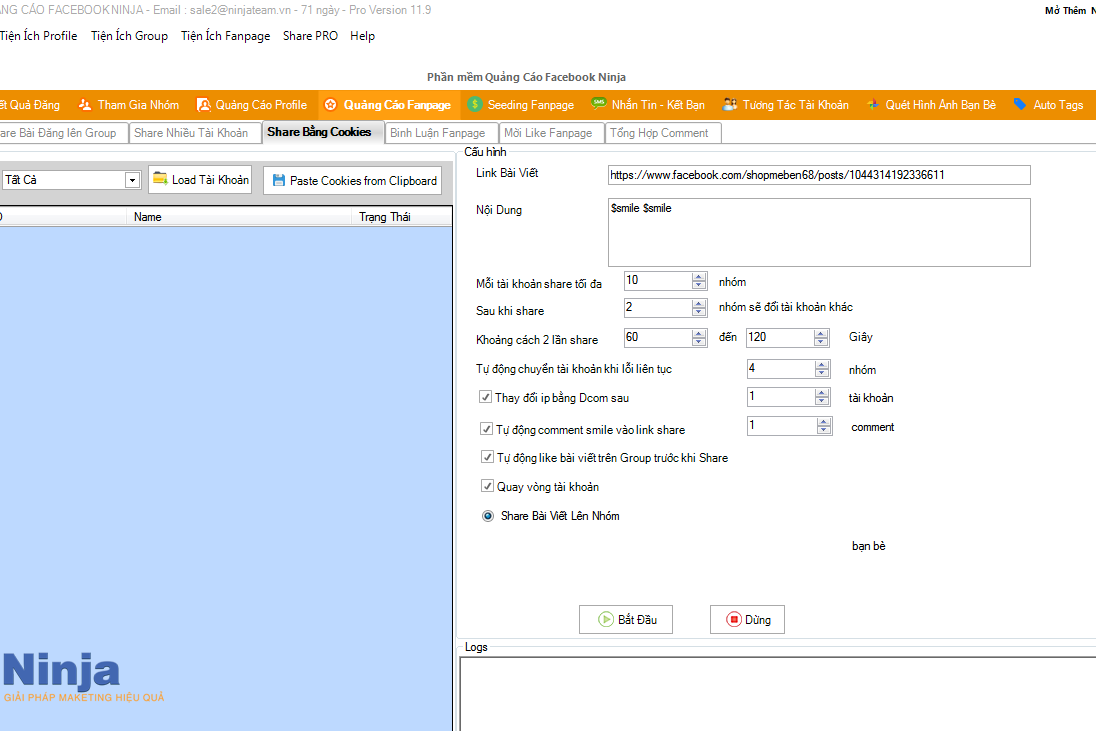 NG CÁO FACEBOOK NINJA - Email : sale2@ninjateam.vn - 71 ngày - Pro Version 11.9
Mở Thêm N
Tiện Ích Profile Tiện Ích Group Tiện Ích Fanpage Share PRO Help
Phần mềm Quảng Cáo Facebook Ninja
ết Quả Đăng Tham Gia Nhóm Quảng Cáo Profile Quảng Cáo Fanpage Seeding Fanpage Nhắn Tin - Kết Bạn Tương Tác Tài Khoản Quét Hình Ảnh Bạn Bè Auto Tags
are Bài Đăng lên Group Share Nhiều Tài Khoản Share Bằng Cookies Bình Luận Fanpage Mời Like Fanpage Tổng Hợp Comment
Tất Cả Load Tài Khoản Paste Cookies from Clipboard
Name Trạng Thái
Cấu hình
Link Bài Viết https://www.facebook.com/shopmeben68/posts/1044314192336611
Nội Dung $smile $smile
Mỗi tài khoản share tối đa 10 nhóm
Sau khi share 2 nhóm sẽ đổi tài khoản khác
Khoảng cách 2 lần share 60 đến 120 Giây
Tự động chuyển tài khoản khi lỗi liên tục 4 nhóm
Thay đổi ip bằng Dcom sau 1 tài khoản
Tự động comment smile vào link share 1 comment
Tự động like bài viết trên Group trước khi Share
Quay vòng tài khoản
Share Bài Viết Lên Nhóm
bạn bè
Bắt Đầu Dừng
Logs
Ninja
GIẢI PHÁP MAKETING HIỆU QUẢ